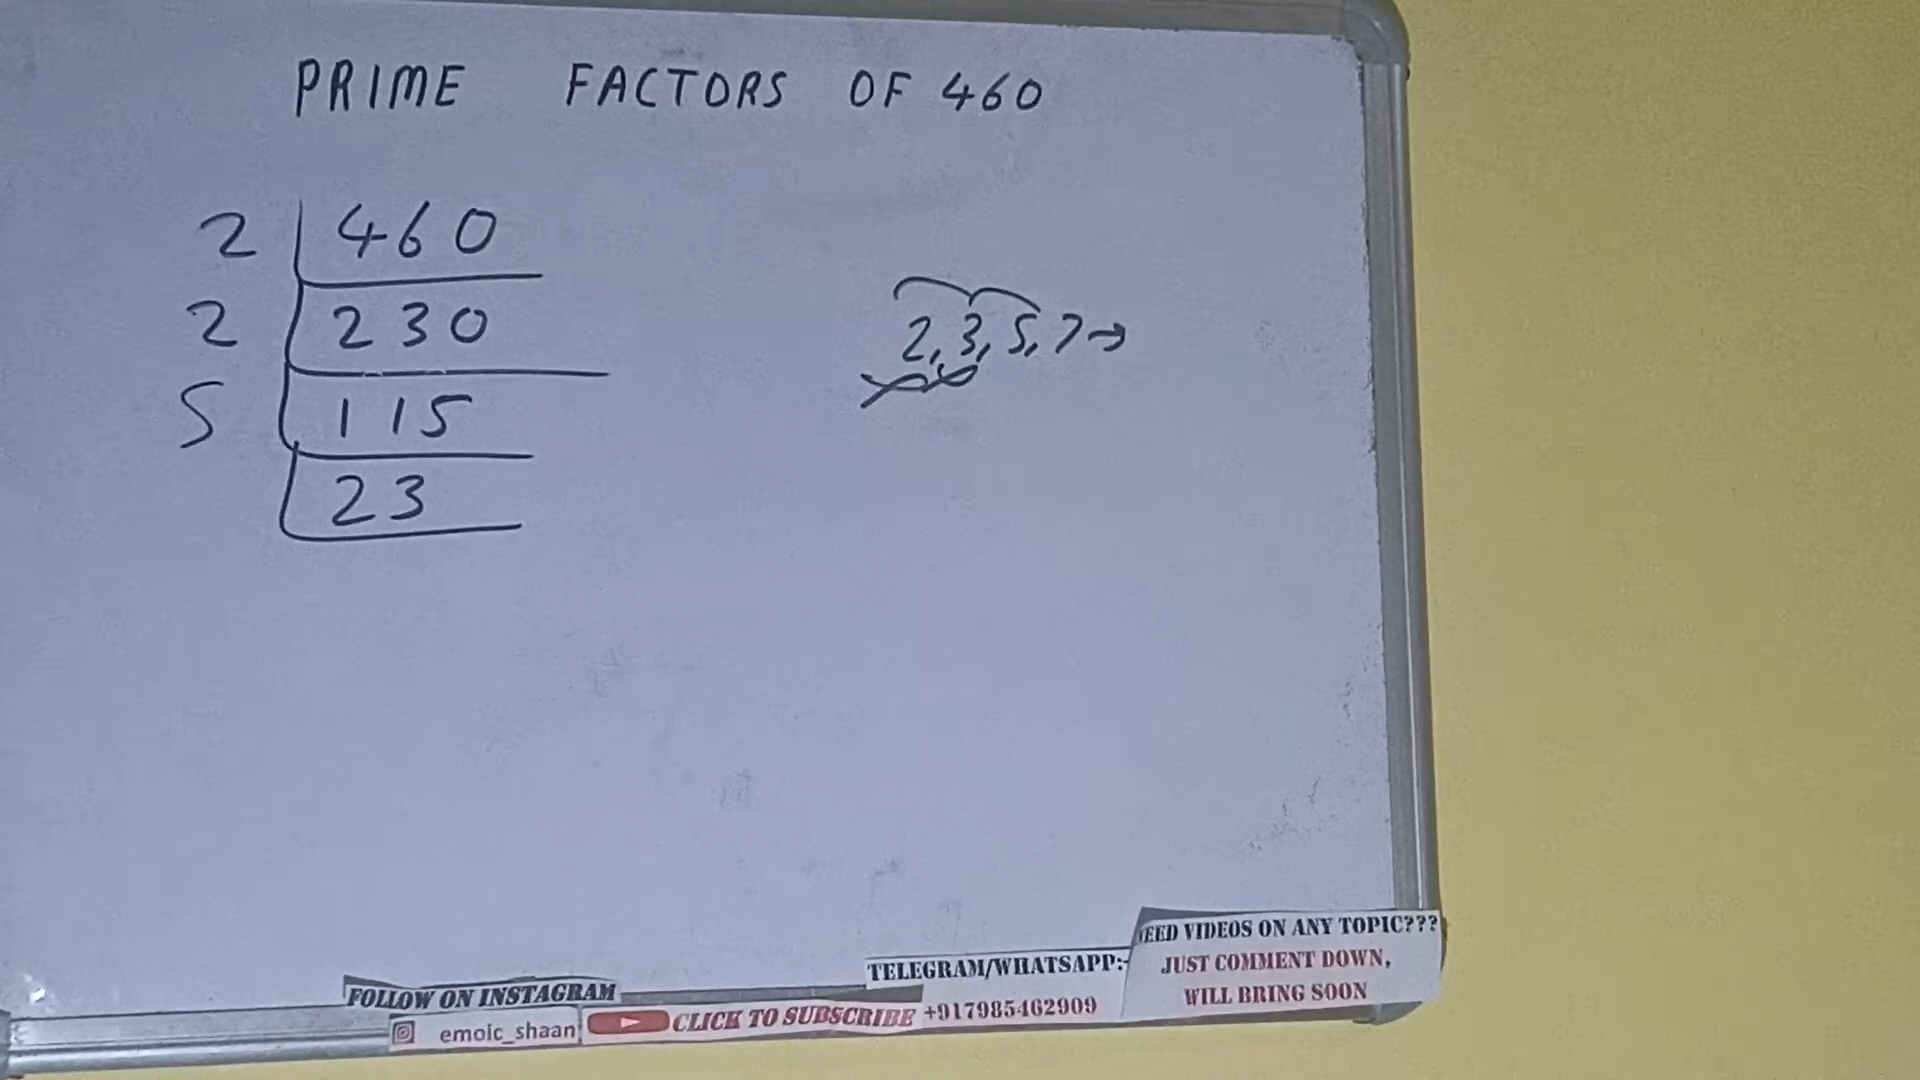 PRIME FACTORS OF 460
2 460
2 230
5 115
23
2, 3, 5, 7→
EED VIDEOS ON ANY TOPIC???
JUST COMMENT DOWN,
WILL BRING SOON
TELEGRAM/WHATSAPP:-
+917985462909
FOLLOW ON INSTAGRAM
emoic_shaan
CLICK TO SUBSCRIBE